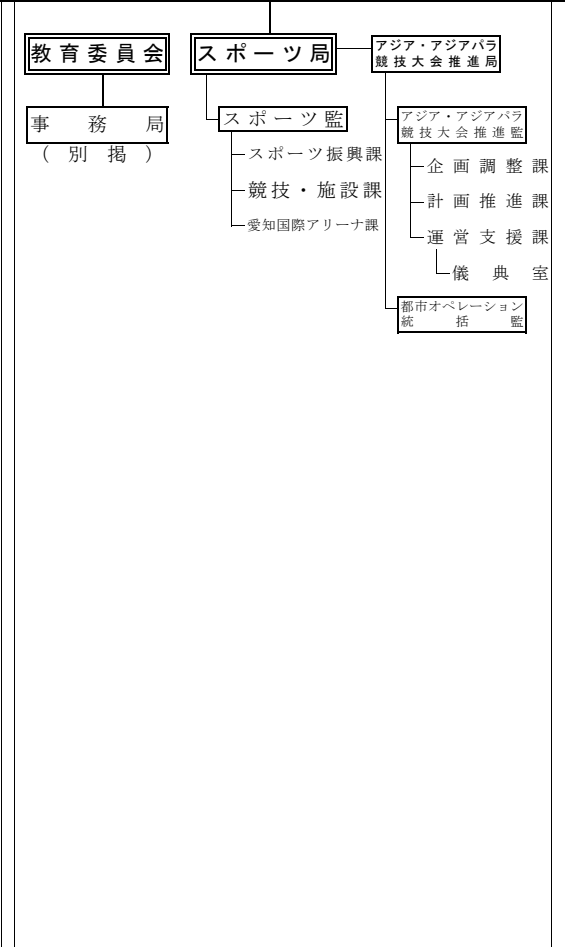 教育委員会
事務局
(別掲)
スポーツ局
スポーツ監
スポーツ振興課
競技・施設課
愛知国際アリーナ課
アジア・アジアパラ
競技大会推進局
アジア・アジアパラ
競技大会推進監
企画調整課
計画推進課
運営支援課
儀典室
都市オペレーション
統括監